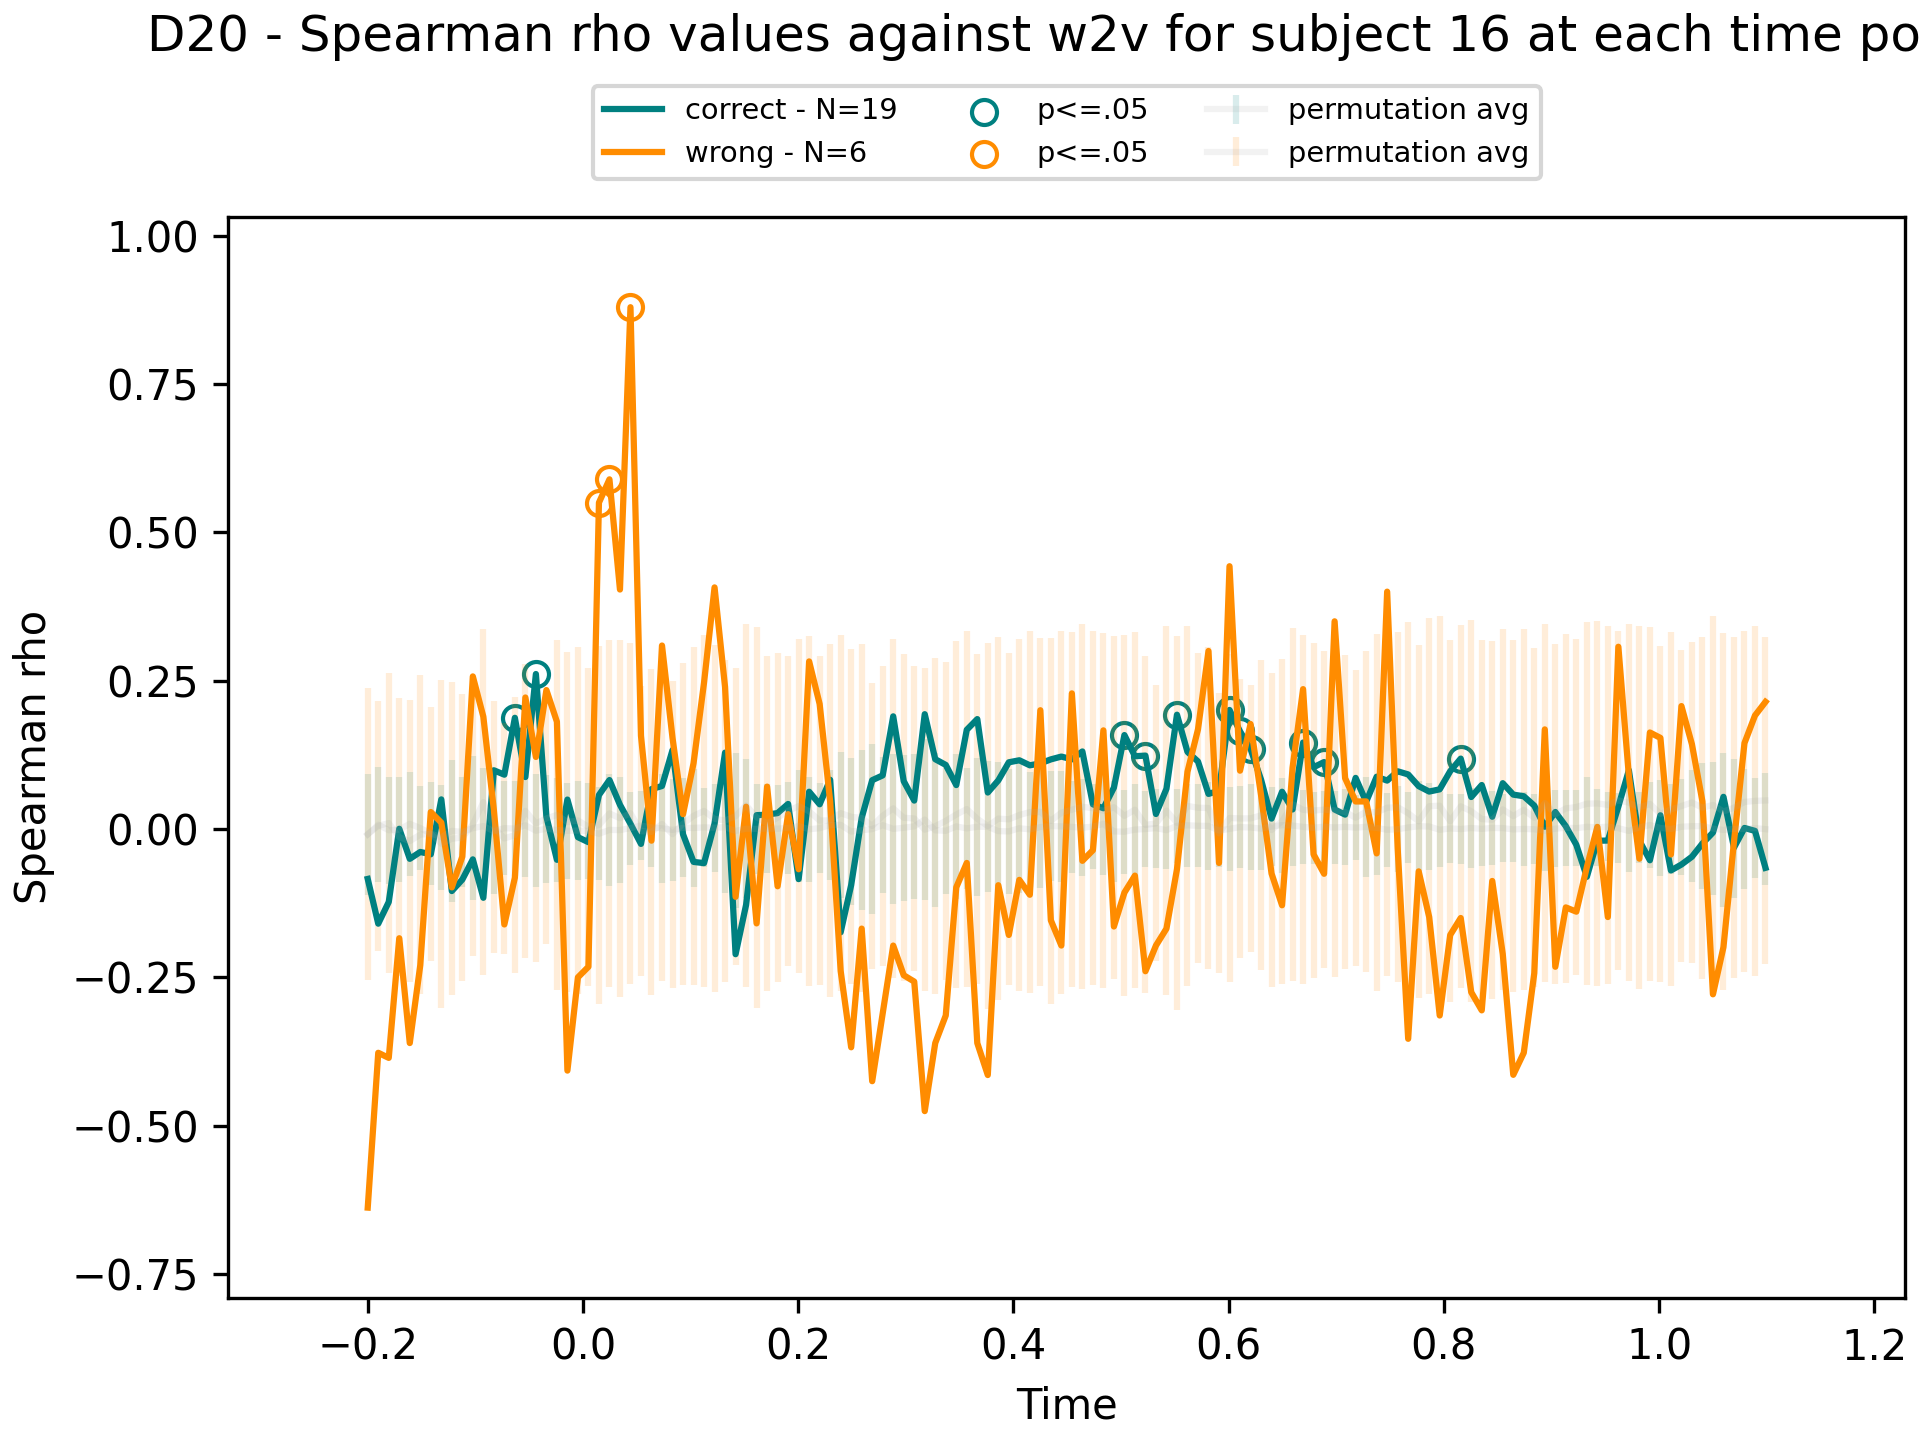 D20 - Spearman rho values against w2v for subject 16 at each time po
correct - N=19 p<=.05 permutation avg
wrong - N=6 p<=.05 permutation avg
1.00
0.75
0.50
0.25
0.00
−0.25
−0.50
−0.75
Spearman rho
−0.2 0.0 0.2 0.4 0.6 0.8 1.0 1.2
Time